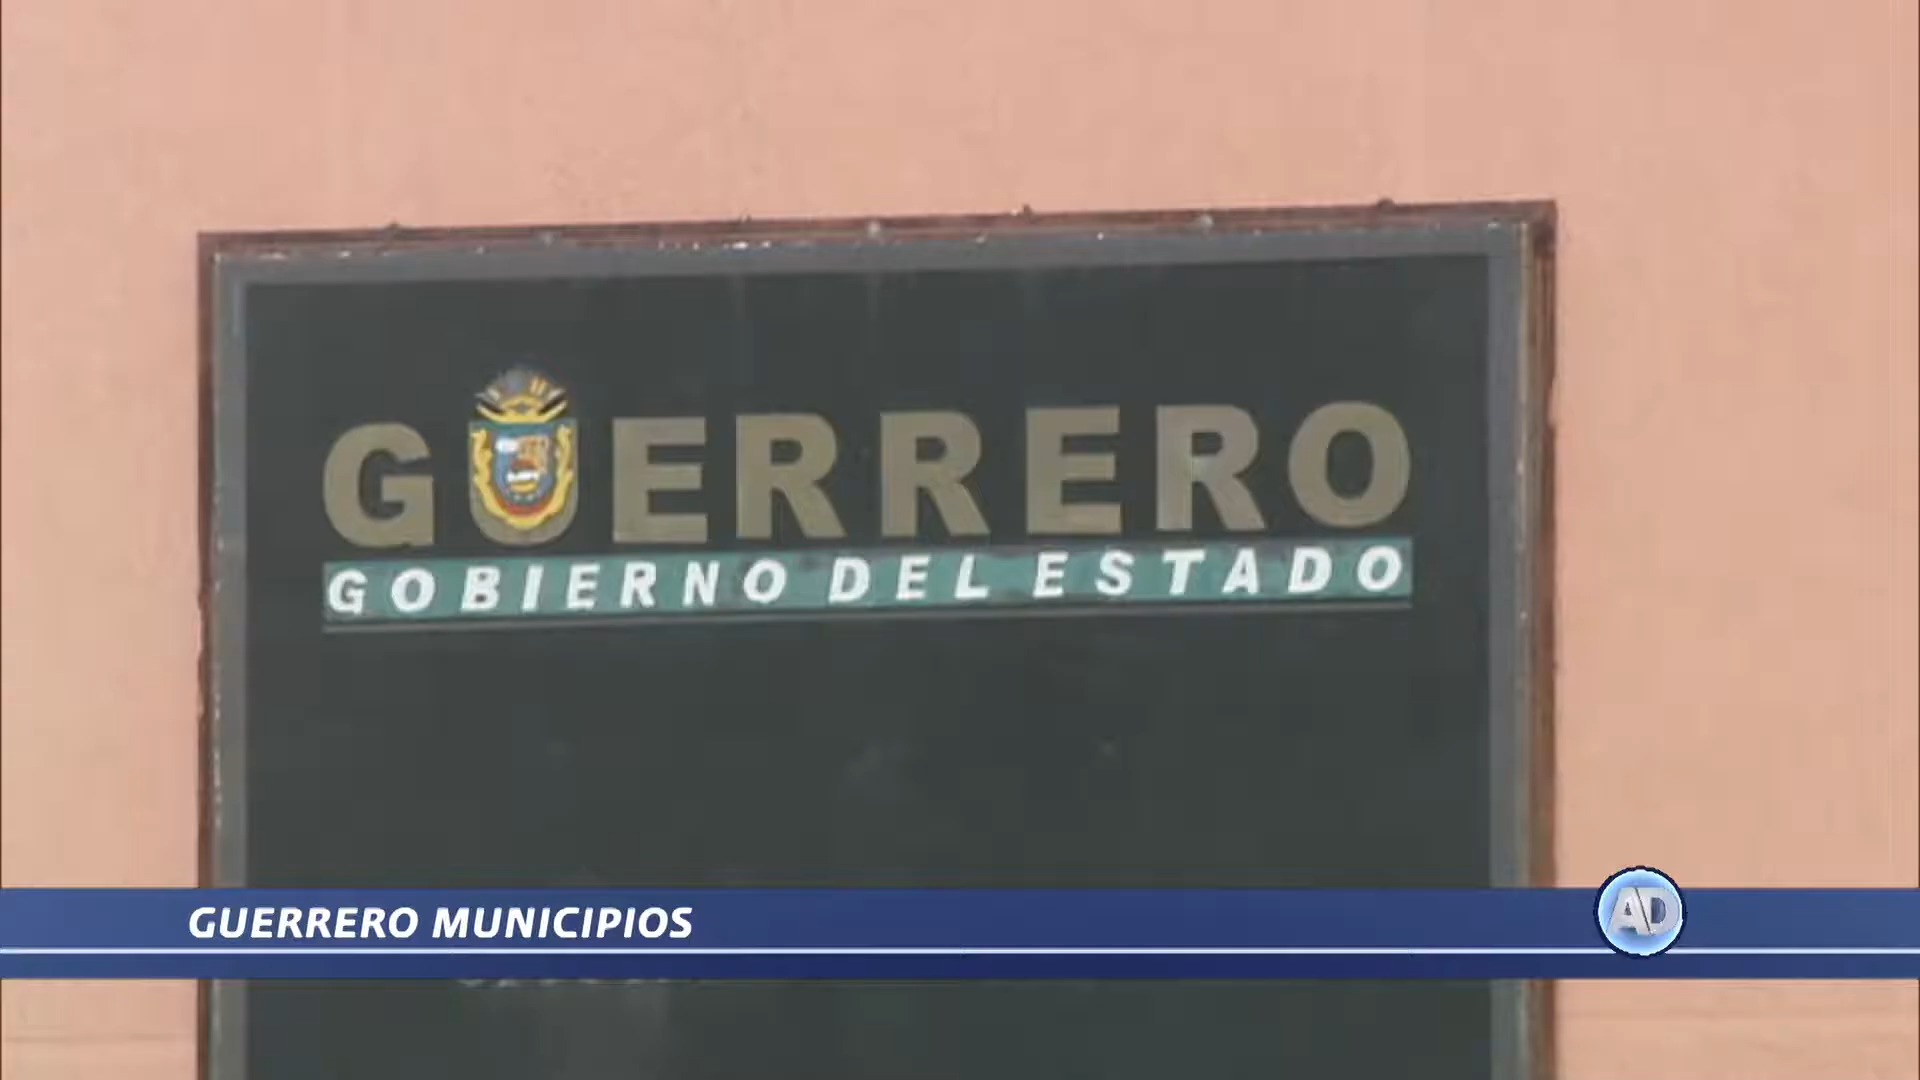 GUERRERO
GOBIERNO DEL ESTADO
GUERRERO MUNICIPIOS
AD